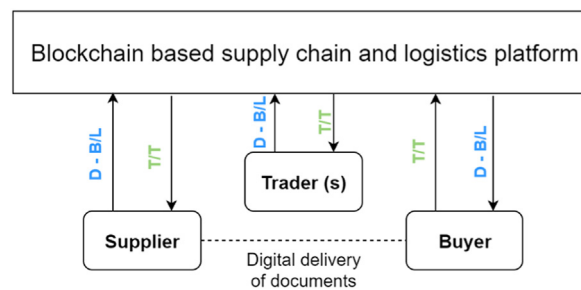 Blockchain based supply chain and logistics platform
D - B/L
T/T
D - B/L
T/T
T/T
D - B/L
Trader (s)
Supplier
Buyer
Digital delivery
of documents